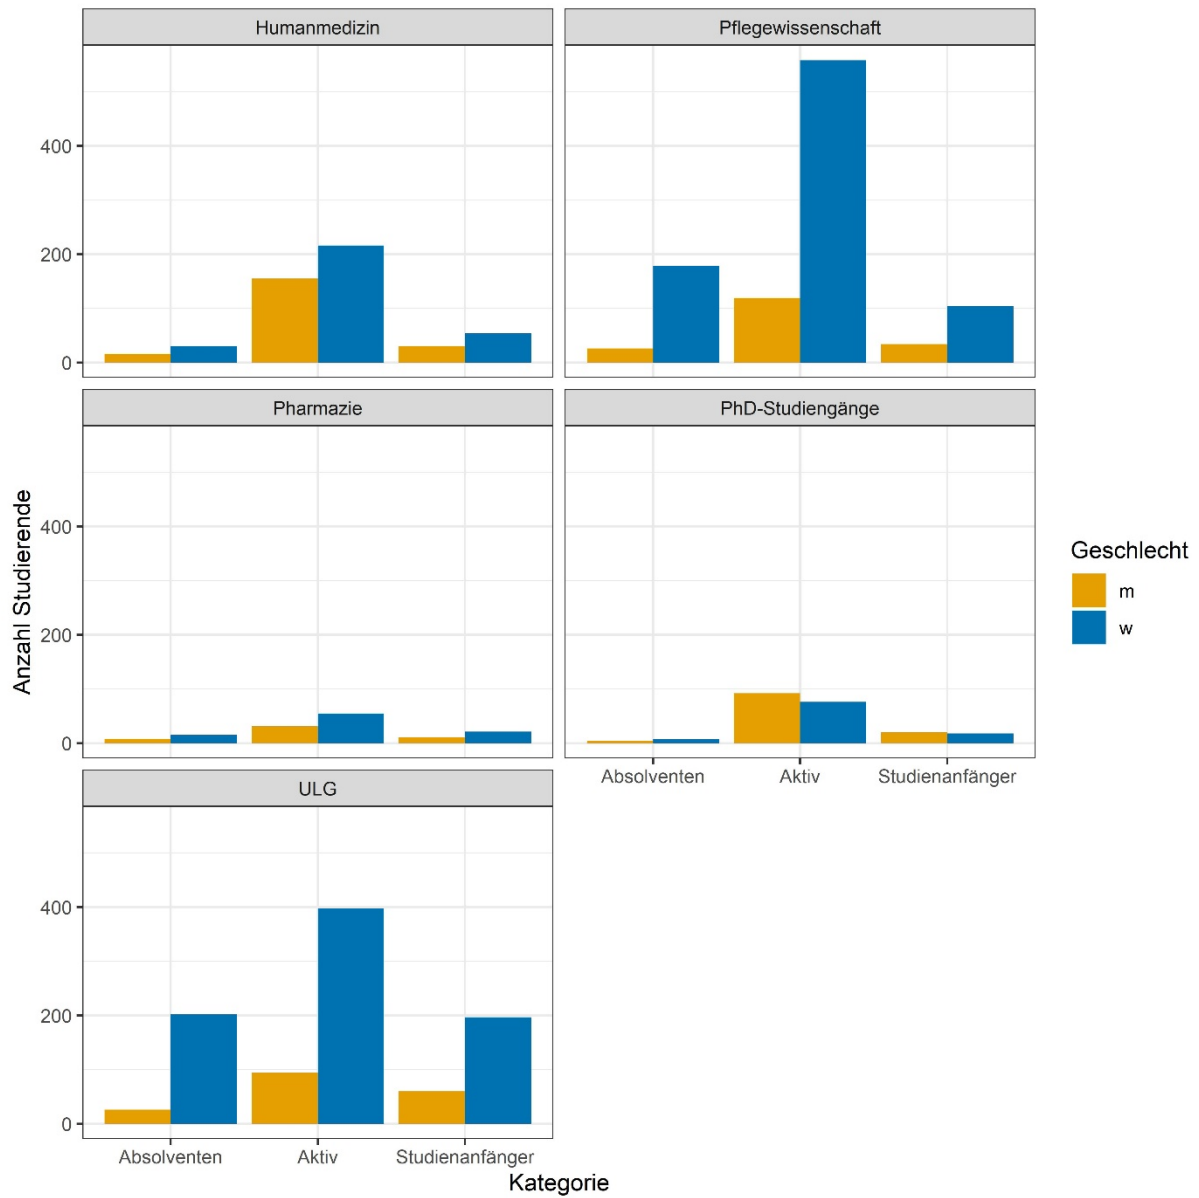 Humanmedizin
Pflegewissenschaft
400
200
0
Pharmazie
PhD-Studiengänge
400
200
0
Absolventen
Aktiv
Studienanfänger
ULG
400
200
0
Absolventen
Aktiv
Studienanfänger
Kategorie
Anzahl Studierende
Geschlecht
m
w